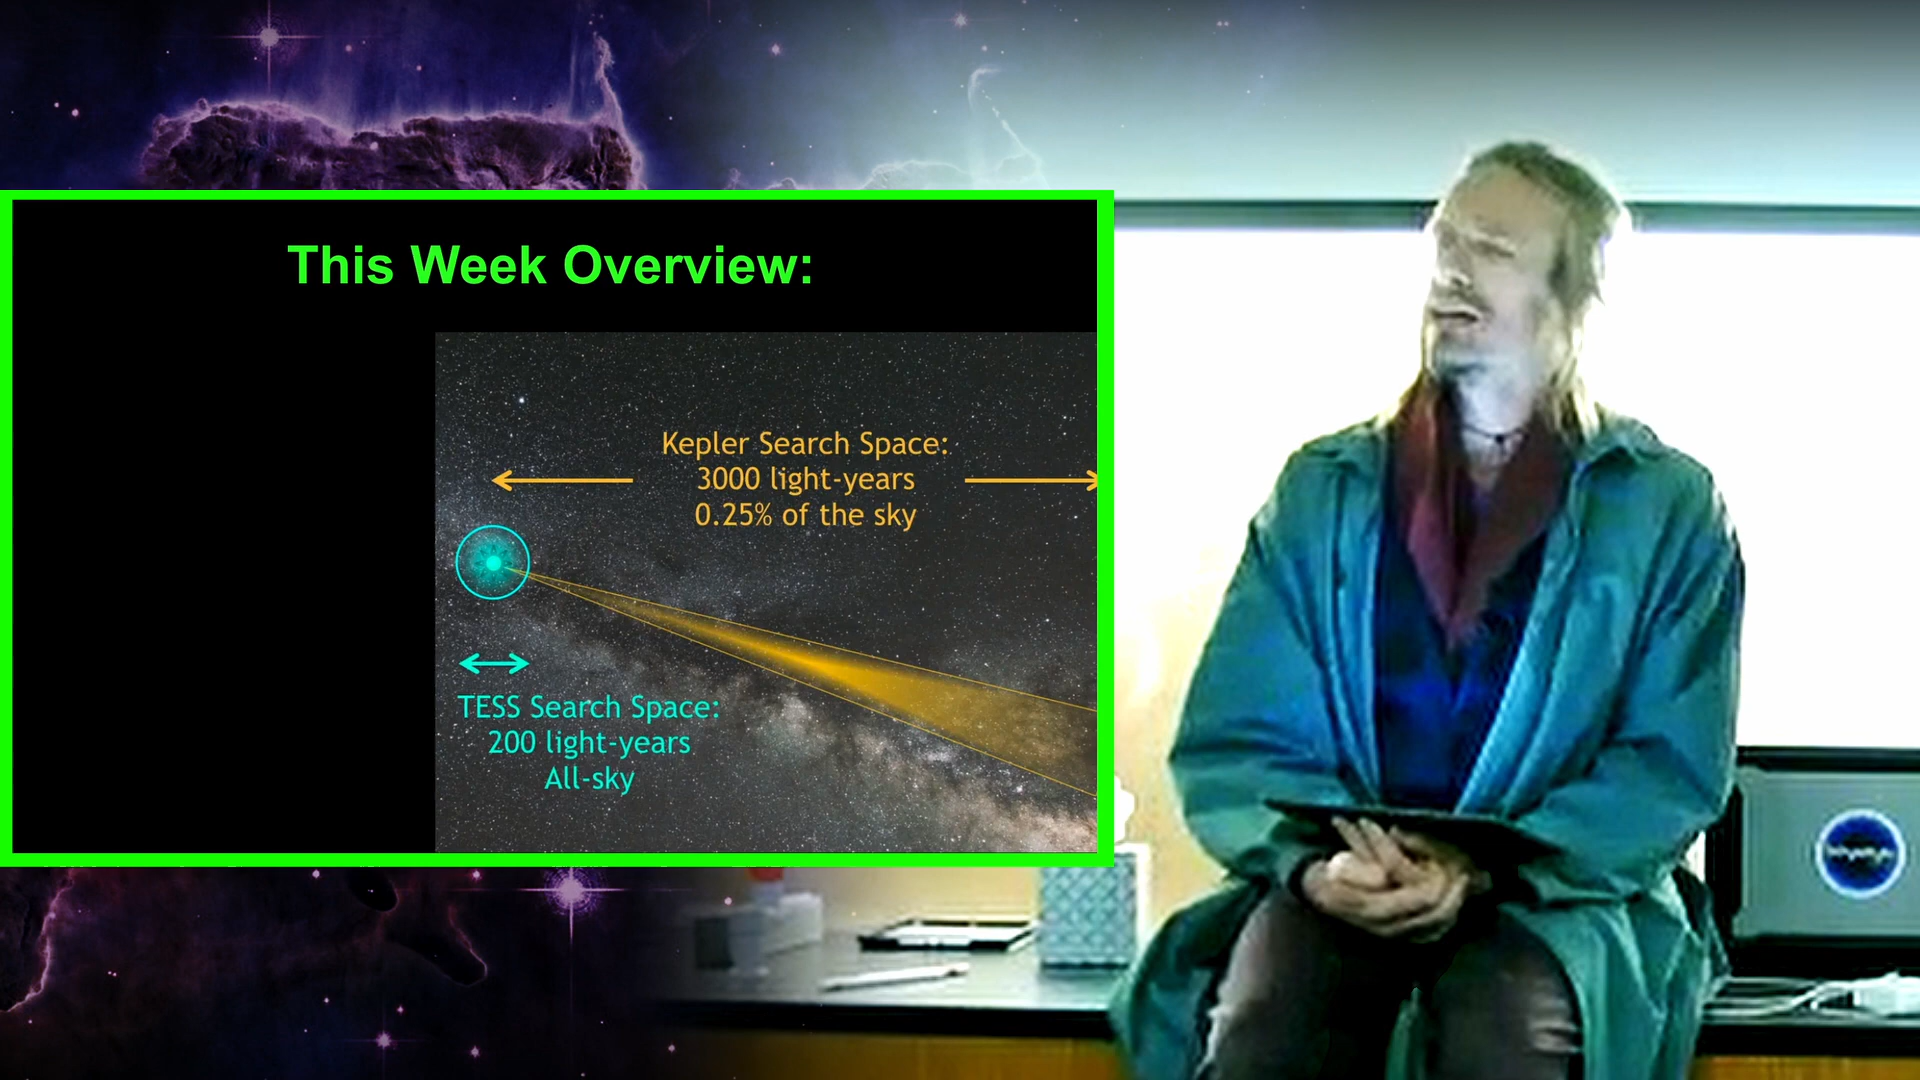 This Week Overview:
Kepler Search Space:
3000 light-years
0.25% of the sky
TESS Search Space:
200 light-years
All-sky